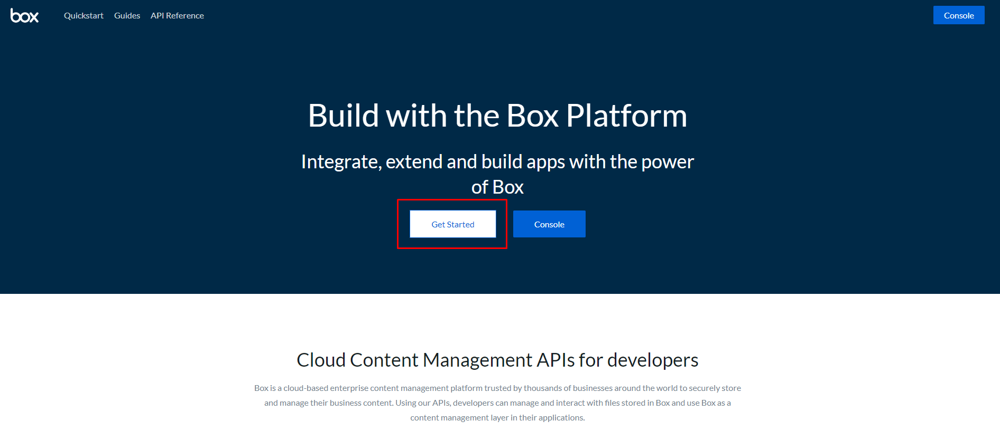 box
Quickstart
Guides
API Reference
Console
Build with the Box Platform
Integrate, extend and build apps with the power
of Box
Get Started
Console
Cloud Content Management APIs for developers
Box is a cloud-based enterprise content management platform trusted by thousands of businesses around the world to securely store
and manage their business content. Using our APIs, developers can manage and interact with files stored in Box and use Box as a
content management layer in their applications.